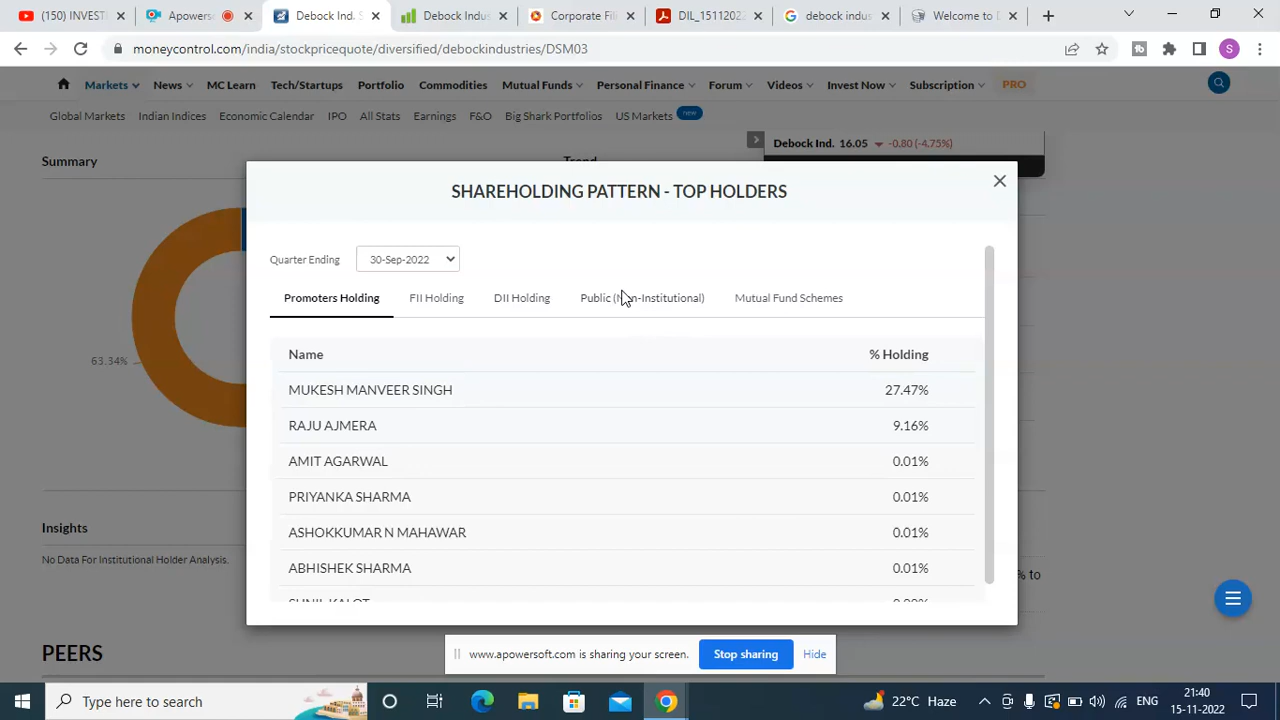 (150) INVEST
Apowers
Debock Ind. S
Debock Indus
Corporate Fili
DIL_15112022
debock indus
Welcome to D
moneycontrol.com/india/stockpricequote/diversified/debockindustries/DSM03
S
Markets News MC Learn Tech/Startups Portfolio Commodities Mutual Funds Personal Finance Forum Videos Invest Now Subscription PRO
Global Markets Indian Indices Economic Calendar IPO All Stats Earnings F&O Big Shark Portfolios US Markets new
Debock Ind. 16.05 -0.80 (-4.75%)
Summary
Trend
SHAREHOLDING PATTERN - TOP HOLDERS
Quarter Ending 30-Sep-2022
Promoters Holding FII Holding DII Holding Public (Non-Institutional) Mutual Fund Schemes
63.34%
Name % Holding
MUKESH MANVEER SINGH 27.47%
RAJU AJMERA 9.16%
AMIT AGARWAL 0.01%
PRIYANKA SHARMA 0.01%
ASHOKKUMAR N MAHAWAR 0.01%
ABHISHEK SHARMA 0.01%
Insights
No Data For Institutional Holder Analysis.
% to
PEERS
www.apowersoft.com is sharing your screen. Stop sharing Hide
Type here to search
22°C Haze
ENG
21:40
15-11-2022